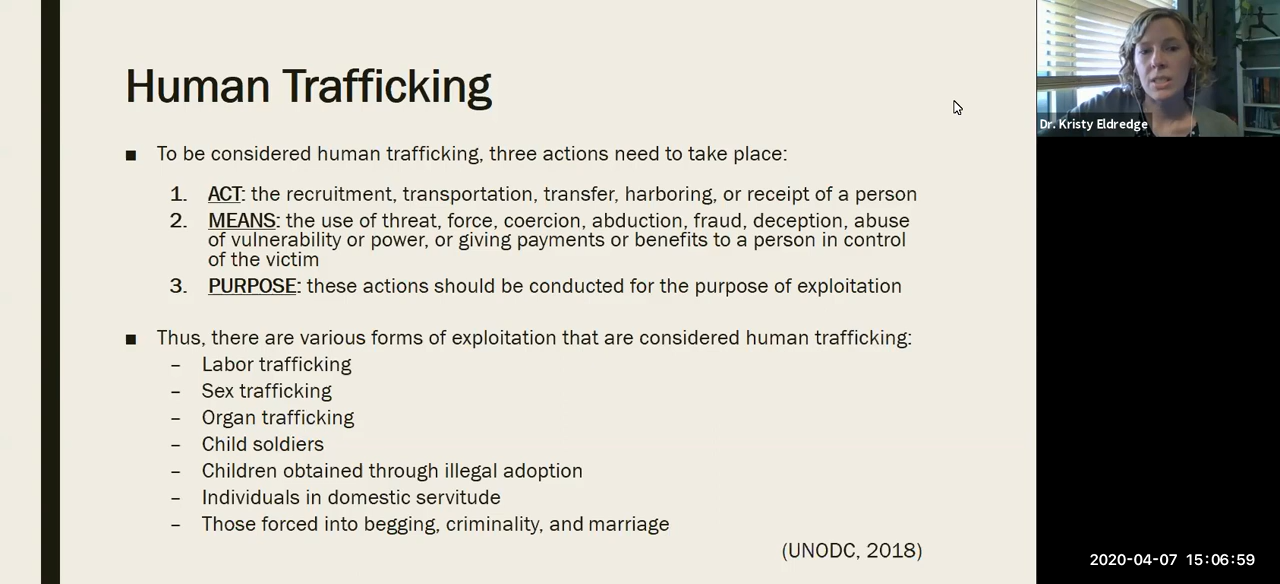 Human Trafficking
■ To be considered human trafficking, three actions need to take place:
1. ACT: the recruitment, transportation, transfer, harboring, or receipt of a person
2. MEANS: the use of threat, force, coercion, abduction, fraud, deception, abuse
of vulnerability or power, or giving payments or benefits to a person in control
of the victim
3. PURPOSE: these actions should be conducted for the purpose of exploitation
■ Thus, there are various forms of exploitation that are considered human trafficking:
– Labor trafficking
– Sex trafficking
– Organ trafficking
– Child soldiers
– Children obtained through illegal adoption
– Individuals in domestic servitude
– Those forced into begging, criminality, and marriage
(UNODC, 2018)
Dr. Kristy Eldredge
2020-04-07 15:06:59